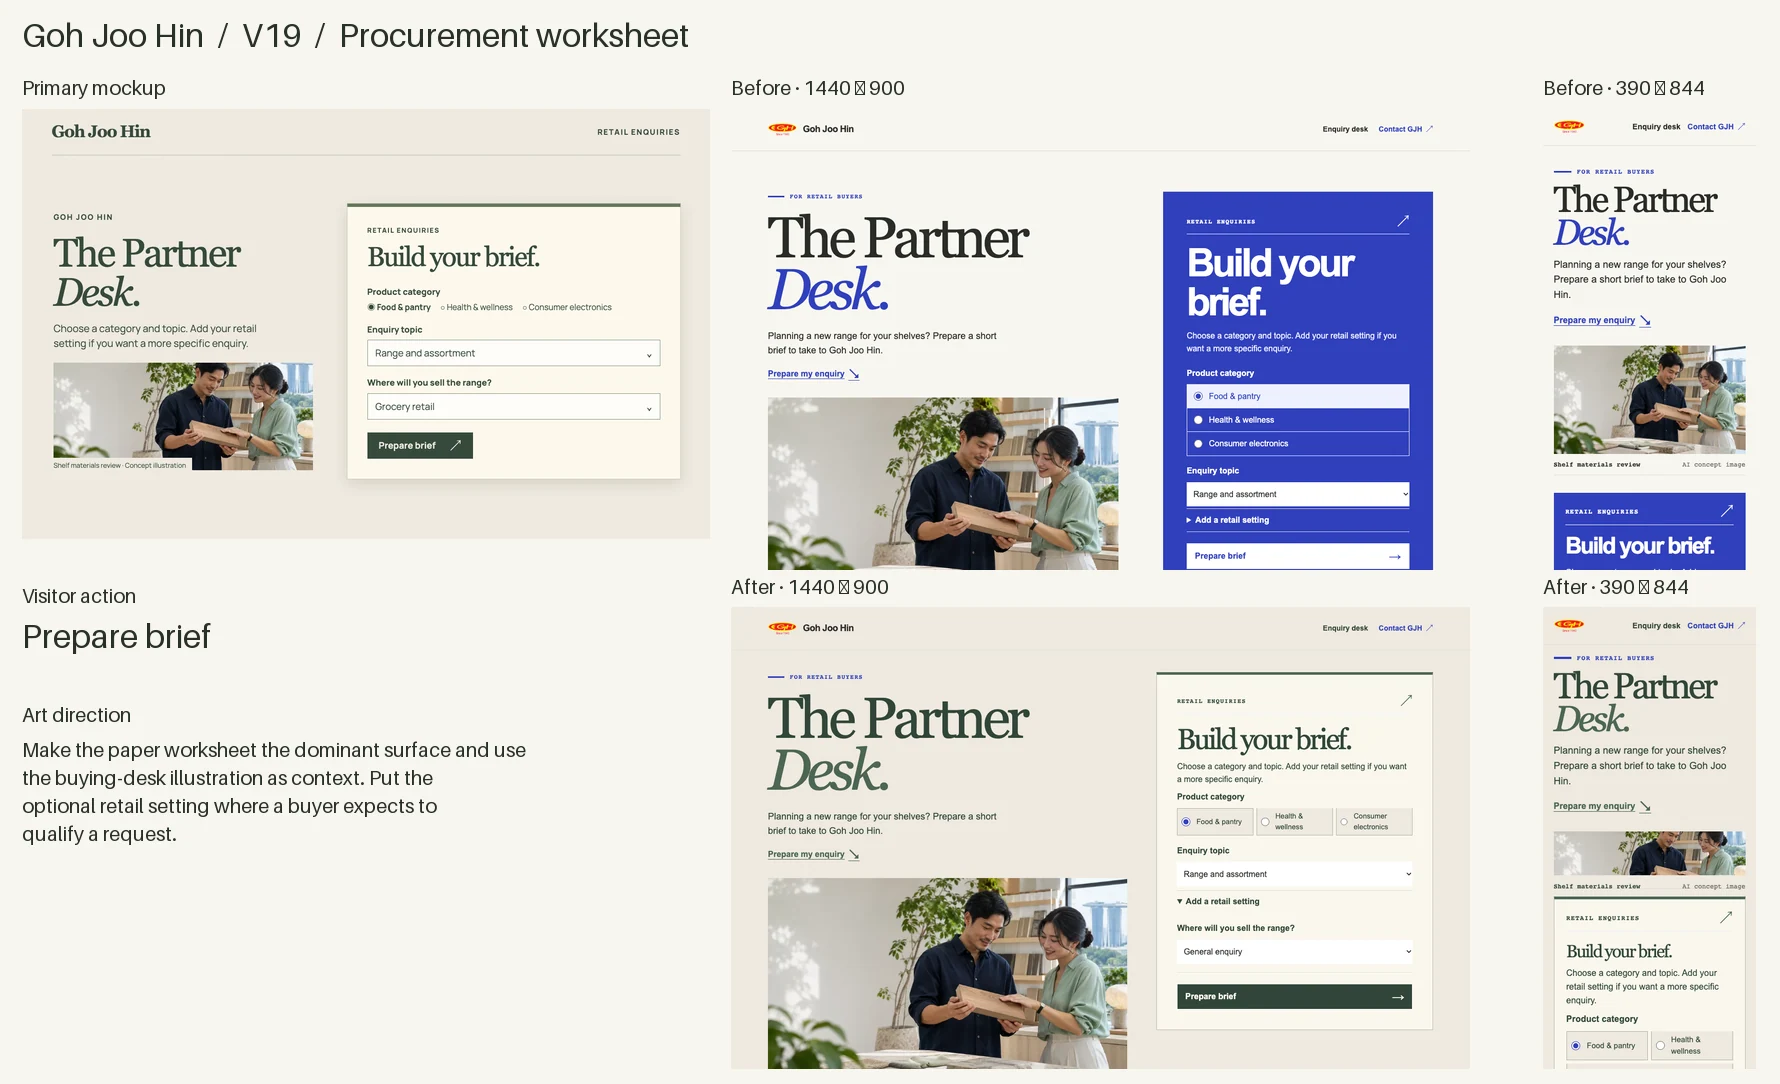 Goh Joo Hin / V19 / Procurement worksheet
Primary mockup
Goh Joo Hin
RETAIL ENQUIRIES
GOH JOO HIN
The Partner
Desk.
Choose a category and topic. Add your retail
setting if you want a more specific enquiry.
Shelf materials review · Concept illustration
RETAIL ENQUIRIES
Build your brief.
Product category
Food & pantry
Health & wellness
Consumer electronics
Enquiry topic
Range and assortment
Where will you sell the range?
Grocery retail
Prepare brief
Visitor action
Prepare brief
Art direction
Make the paper worksheet the dominant surface and use
the buying-desk illustration as context. Put the
optional retail setting where a buyer expects to
qualify a request.
Before · 1440 900
GJH
Goh Joo Hin
Enquiry desk
Contact GJH
FOR RETAIL BUYERS
The Partner
Desk.
Planning a new range for your shelves? Prepare a short
brief to take to Goh Joo Hin.
Prepare my enquiry
RETAIL ENQUIRIES
Build your
brief.
Choose a category and topic. Add your retail setting if you
want a more specific enquiry.
Product category
Food & pantry
Health & wellness
Consumer electronics
Enquiry topic
Range and assortment
Add a retail setting
Prepare brief
Before · 390 844
GJH
Enquiry desk
Contact GJH
FOR RETAIL BUYERS
The Partner
Desk.
Planning a new range for your shelves?
Prepare a short brief to take to Goh Joo
Hin.
Prepare my enquiry
Shelf materials review
AI concept image
RETAIL ENQUIRIES
Build your brief.
After · 1440 900
GJH
Goh Joo Hin
Enquiry desk
Contact GJH
FOR RETAIL BUYERS
The Partner
Desk.
Planning a new range for your shelves? Prepare a short
brief to take to Goh Joo Hin.
Prepare my enquiry
RETAIL ENQUIRIES
Build your brief.
Choose a category and topic. Add your retail setting if you want
a more specific enquiry.
Product category
Food & pantry
Health &
wellness
Consumer
electronics
Enquiry topic
Range and assortment
Add a retail setting
Where will you sell the range?
General enquiry
Prepare brief
After · 390 844
GJH
Enquiry desk
Contact GJH
FOR RETAIL BUYERS
The Partner
Desk.
Planning a new range for your shelves?
Prepare a short brief to take to Goh Joo
Hin.
Prepare my enquiry
Shelf materials review
AI concept image
RETAIL ENQUIRIES
Build your brief.
Choose a category and topic. Add your
retail setting if you want a more specific
enquiry.
Product category
Food & pantry
Health &
wellness